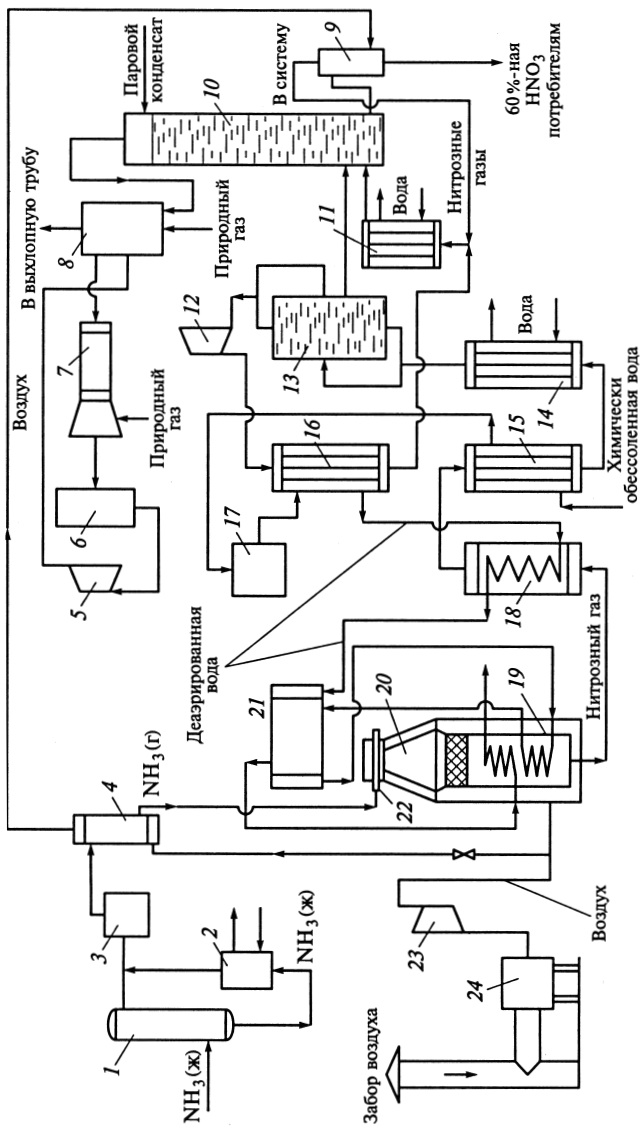 Паровой
конденсат
В систему
9
60 %-ная
HNO3
потребителям
10
В выхлопную трубу
8
Природный
газ
Вода
11
Нитрозные
газы
12
13
Вода
14
Воздух
7
Природный
газ
16
15
Химически
обессоленная вода
6
17
5
18
Деаэрированная
вода
Нитрозный газ
21
20
19
22
NH3(г)
4
3
2
NH3(ж)
1
NH3(ж)
23
Воздух
24
Забор воздуха